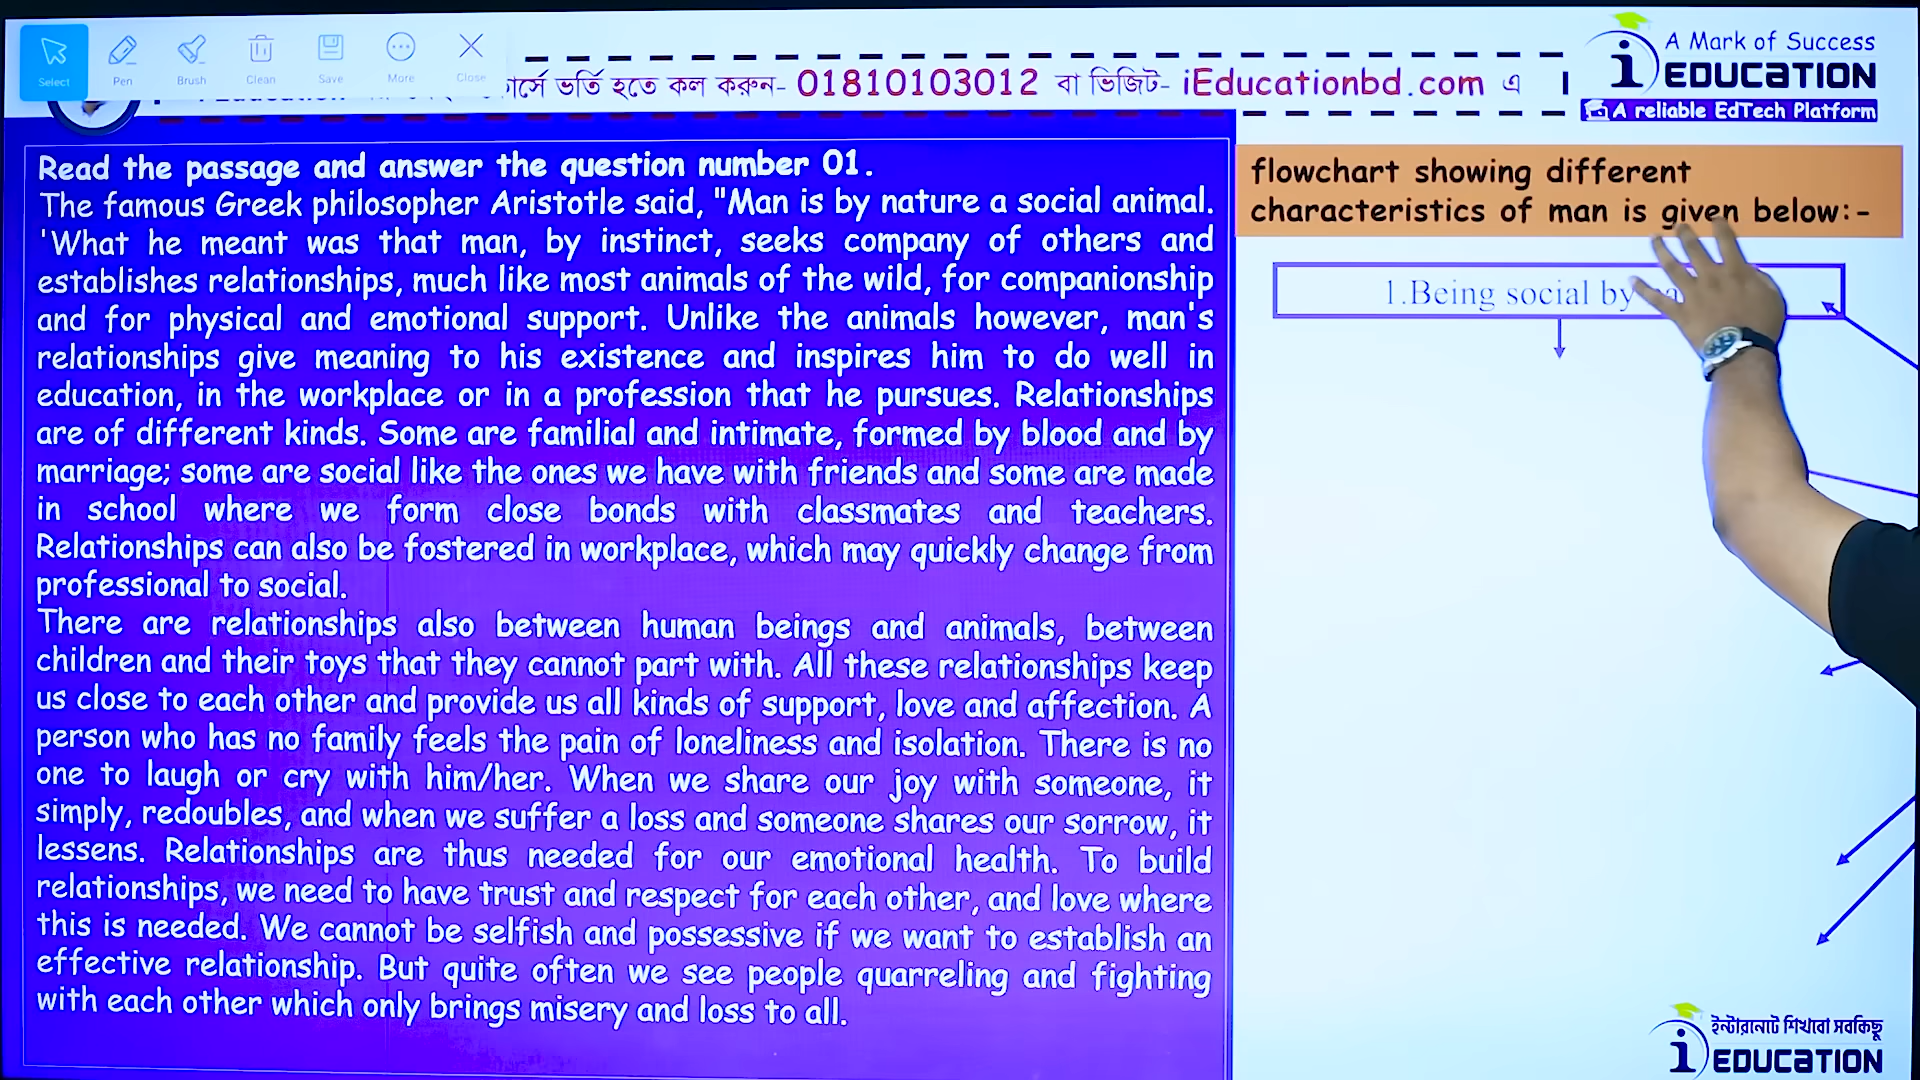 Select
Pen
Brush
Clean
Save
More
Close
ভর্তি হতে কল করুন- 01810103012 বা ভিজিট- iEducationbd.com এ
A Mark of Success
iEDUCATION
A reliable EdTech Platform
Read the passage and answer the question number 01.
The famous Greek philosopher Aristotle said, "Man is by nature a social animal.
'What he meant was that man, by instinct, seeks company of others and
establishes relationships, much like most animals of the wild, for companionship
and for physical and emotional support. Unlike the animals however, man's
relationships give meaning to his existence and inspires him to do well in
education, in the workplace or in a profession that he pursues. Relationships
are of different kinds. Some are familial and intimate, formed by blood and by
marriage; some are social like the ones we have with friends and some are made
in school where we form close bonds with classmates and teachers.
Relationships can also be fostered in workplace, which may quickly change from
professional to social.
There are relationships also between human beings and animals, between
children and their toys that they cannot part with. All these relationships keep
us close to each other and provide us all kinds of support, love and affection. A
person who has no family feels the pain of loneliness and isolation. There is no
one to laugh or cry with him/her. When we share our joy with someone, it
simply, redoubles, and when we suffer a loss and someone shares our sorrow, it
lessens. Relationships are thus needed for our emotional health. To build
relationships, we need to have trust and respect for each other, and love where
this is needed. We cannot be selfish and possessive if we want to establish an
effective relationship. But quite often we see people quarreling and fighting
with each other which only brings misery and loss to all.
flowchart showing different
characteristics of man is given below:-
1.Being social by
ইন্টারনেটে শিখবো সবকিছু
iEDUCATION